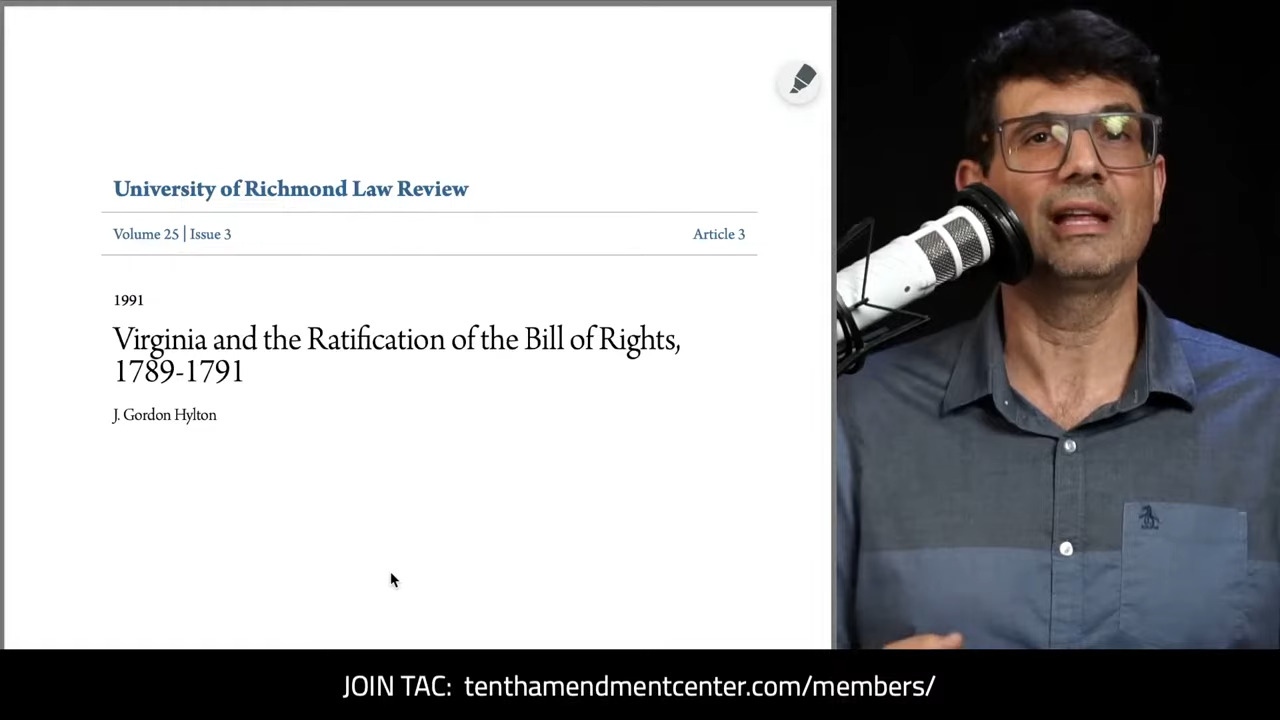 University of Richmond Law Review
Volume 25 | Issue 3
Article 3
1991
Virginia and the Ratification of the Bill of Rights,
1789-1791
J. Gordon Hylton
JOIN TAC: tenthamendmentcenter.com/members/